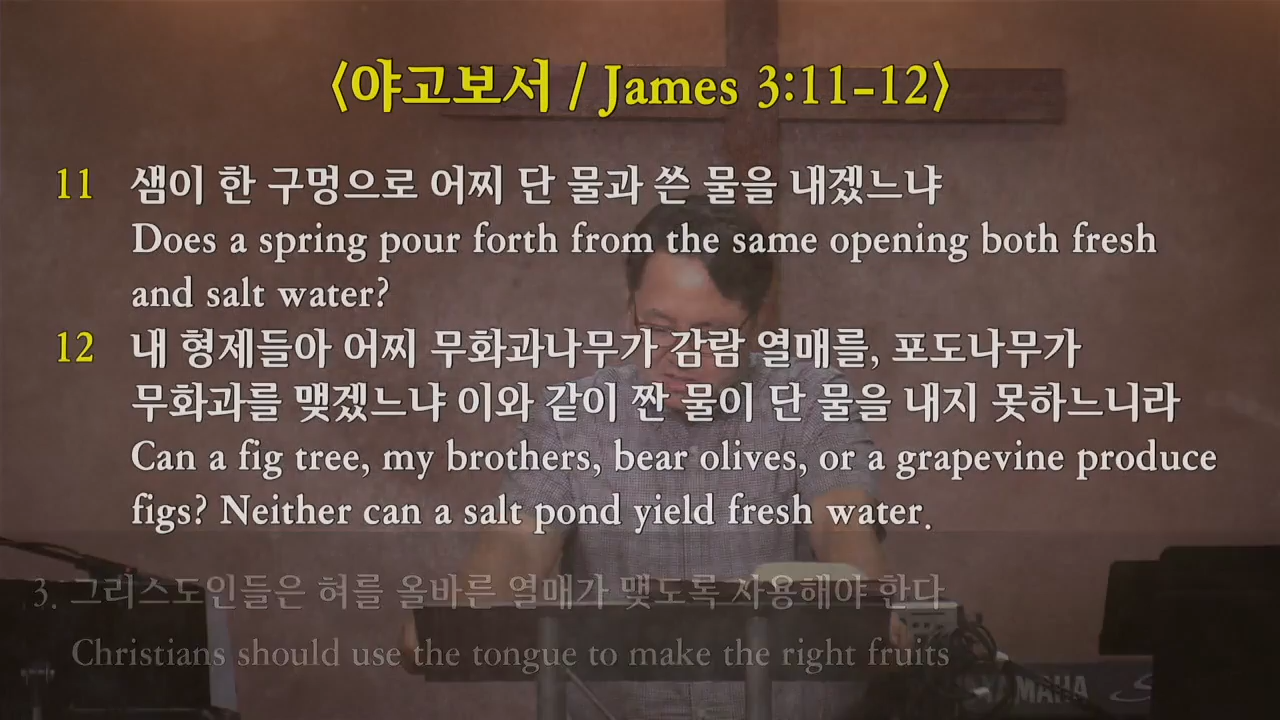 〈야고보서 / James 3:11-12〉
11 샘이 한 구멍으로 어찌 단 물과 쓴 물을 내겠느냐
Does a spring pour forth from the same opening both fresh
and salt water?
12 내 형제들아 어찌 무화과나무가 감람 열매를, 포도나무가
무화과를 맺겠느냐 이와 같이 짠 물이 단 물을 내지 못하느니라
Can a fig tree, my brothers, bear olives, or a grapevine produce
figs? Neither can a salt pond yield fresh water.
3. 그리스도인들은 혀를 올바른 열매가 맺도록 사용해야 한다
Christians should use the tongue to make the right fruits
YAMAHA